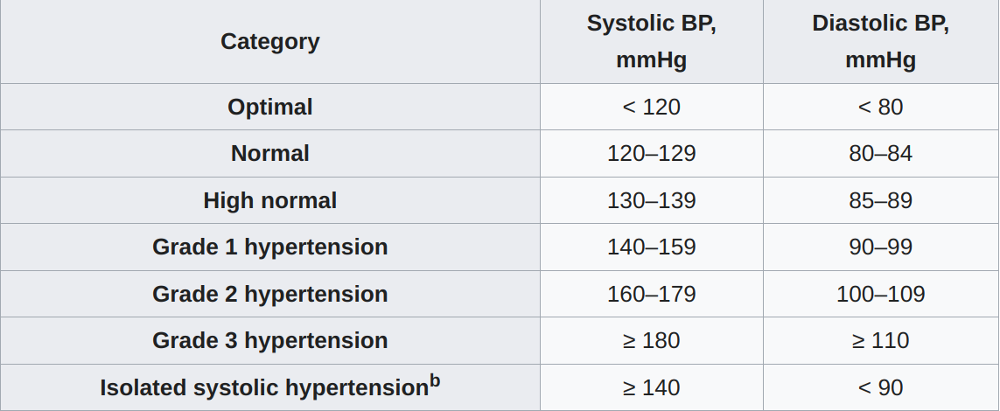 Category Systolic BP, mmHg Diastolic BP, mmHg
Optimal < 120 < 80
Normal 120–129 80–84
High normal 130–139 85–89
Grade 1 hypertension 140–159 90–99
Grade 2 hypertension 160–179 100–109
Grade 3 hypertension ≥ 180 ≥ 110
Isolated systolic hypertensionᵇ ≥ 140 < 90